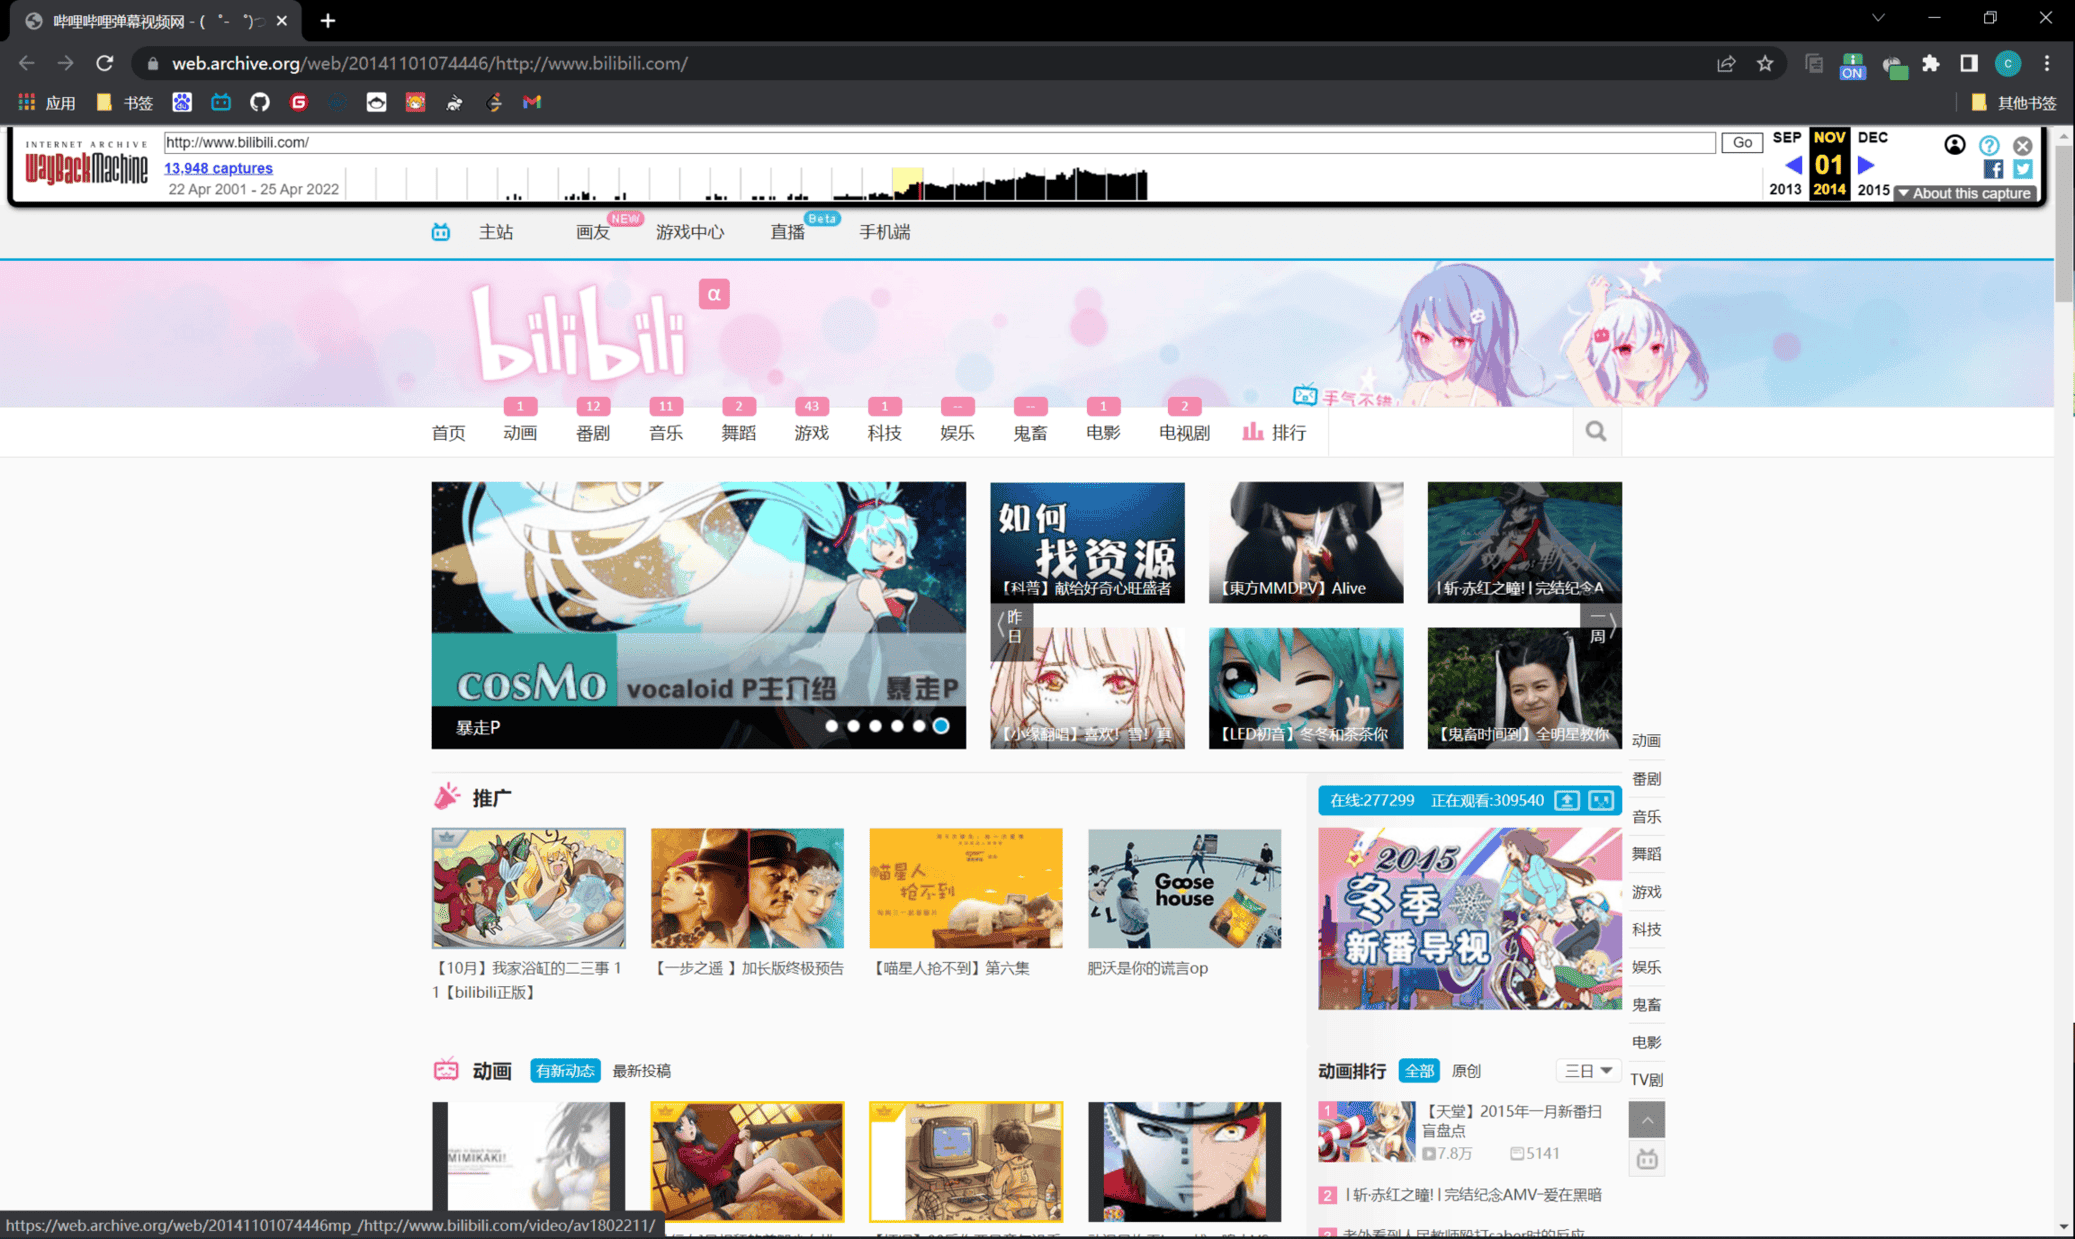 哔哩哔哩弹幕视频网 - ( ゜- ゜)つ
web.archive.org/web/20141101074446/http://www.bilibili.com/
ON
C
应用
书签
其他书签
INTERNET ARCHIVE
WayBackMachine
http://www.bilibili.com/
Go
13,948 captures
22 Apr 2001 - 25 Apr 2022
SEP NOV DEC
01
2013 2014 2015
About this capture
主站 画友 NEW 游戏中心 直播 Beta 手机端
bilibili α
手气不错
1 12 11 2 43 1 -- -- 1 2
首页 动画 番剧 音乐 舞蹈 游戏 科技 娱乐 鬼畜 电影 电视剧 排行
cosMo vocaloid P主介绍 暴走P
暴走P
如何
找资源
【科普】献给好奇心旺盛者
【東方MMDPV】Alive
| 斩·赤红之瞳! | 完结纪念A
昨日
一周
【小缘翻唱】喜欢！雪！真
【LED初音】冬冬和茶茶你
【鬼畜时间到】全明星教你
动画
番剧
音乐
舞蹈
游戏
科技
娱乐
鬼畜
电影
TV剧
推广
在线:277299 正在观看:309540
喵星人
抢不到
Goose house
2015
冬季
新番导视
【10月】我家浴缸的二三事 1
1【bilibili正版】
【一步之遥 】加长版终极预告
【喵星人抢不到】第六集
肥沃是你的谎言op
动画 有新动态 最新投稿
动画排行 全部 原创 三日
MIMIKAKI!
1
【天堂】2015年一月新番扫
盲盘点
7.8万 5141
2 | 斩·赤红之瞳! | 完结纪念AMV-爱在黑暗
https://web.archive.org/web/20141101074446mp_/http://www.bilibili.com/video/av1802211/